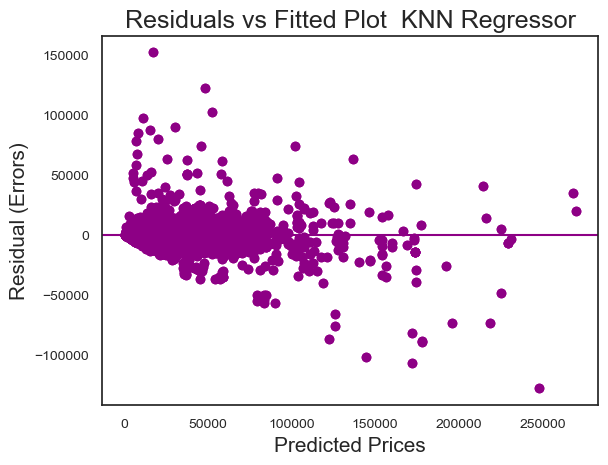 Residuals vs Fitted Plot  KNN Regressor
150000
100000
50000
0
−50000
−100000
Residual (Errors)
0 50000 100000 150000 200000 250000
Predicted Prices